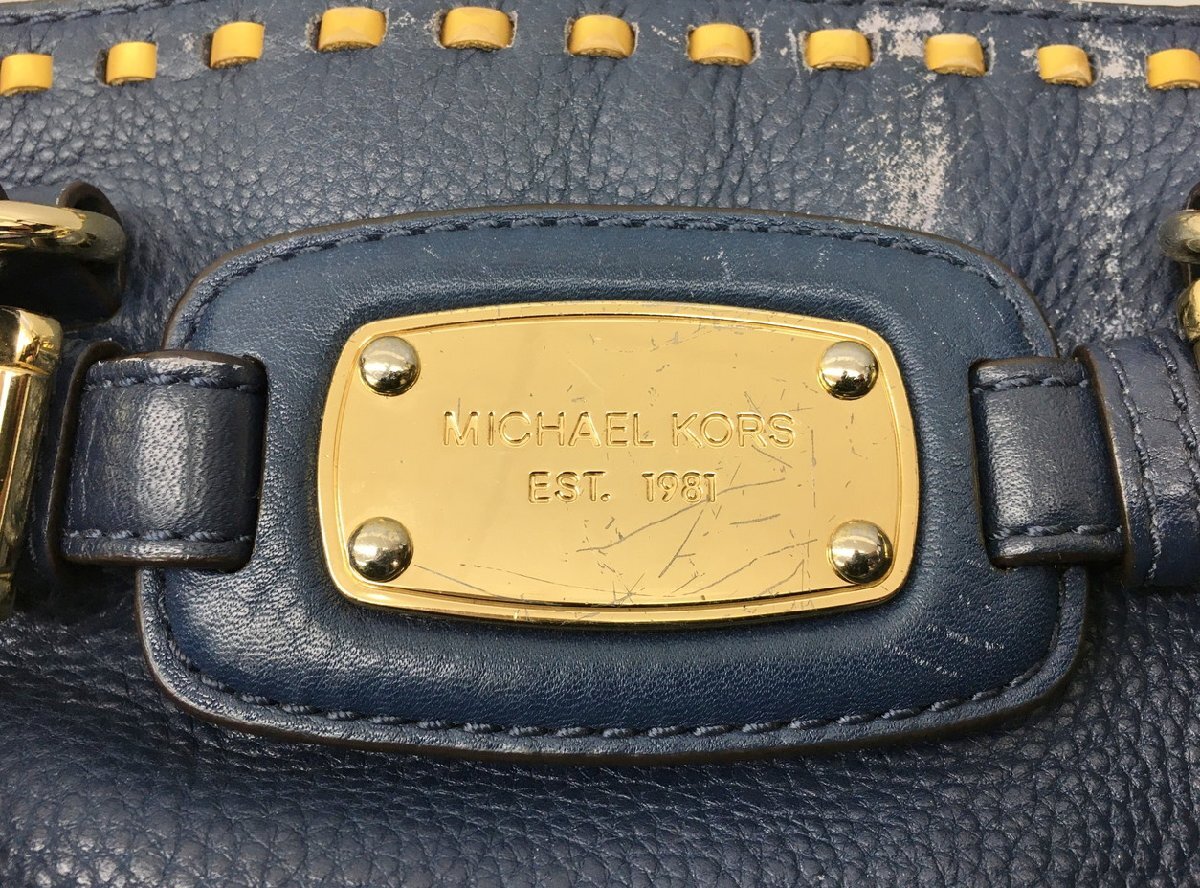 MICHAEL KORS
EST. 1981